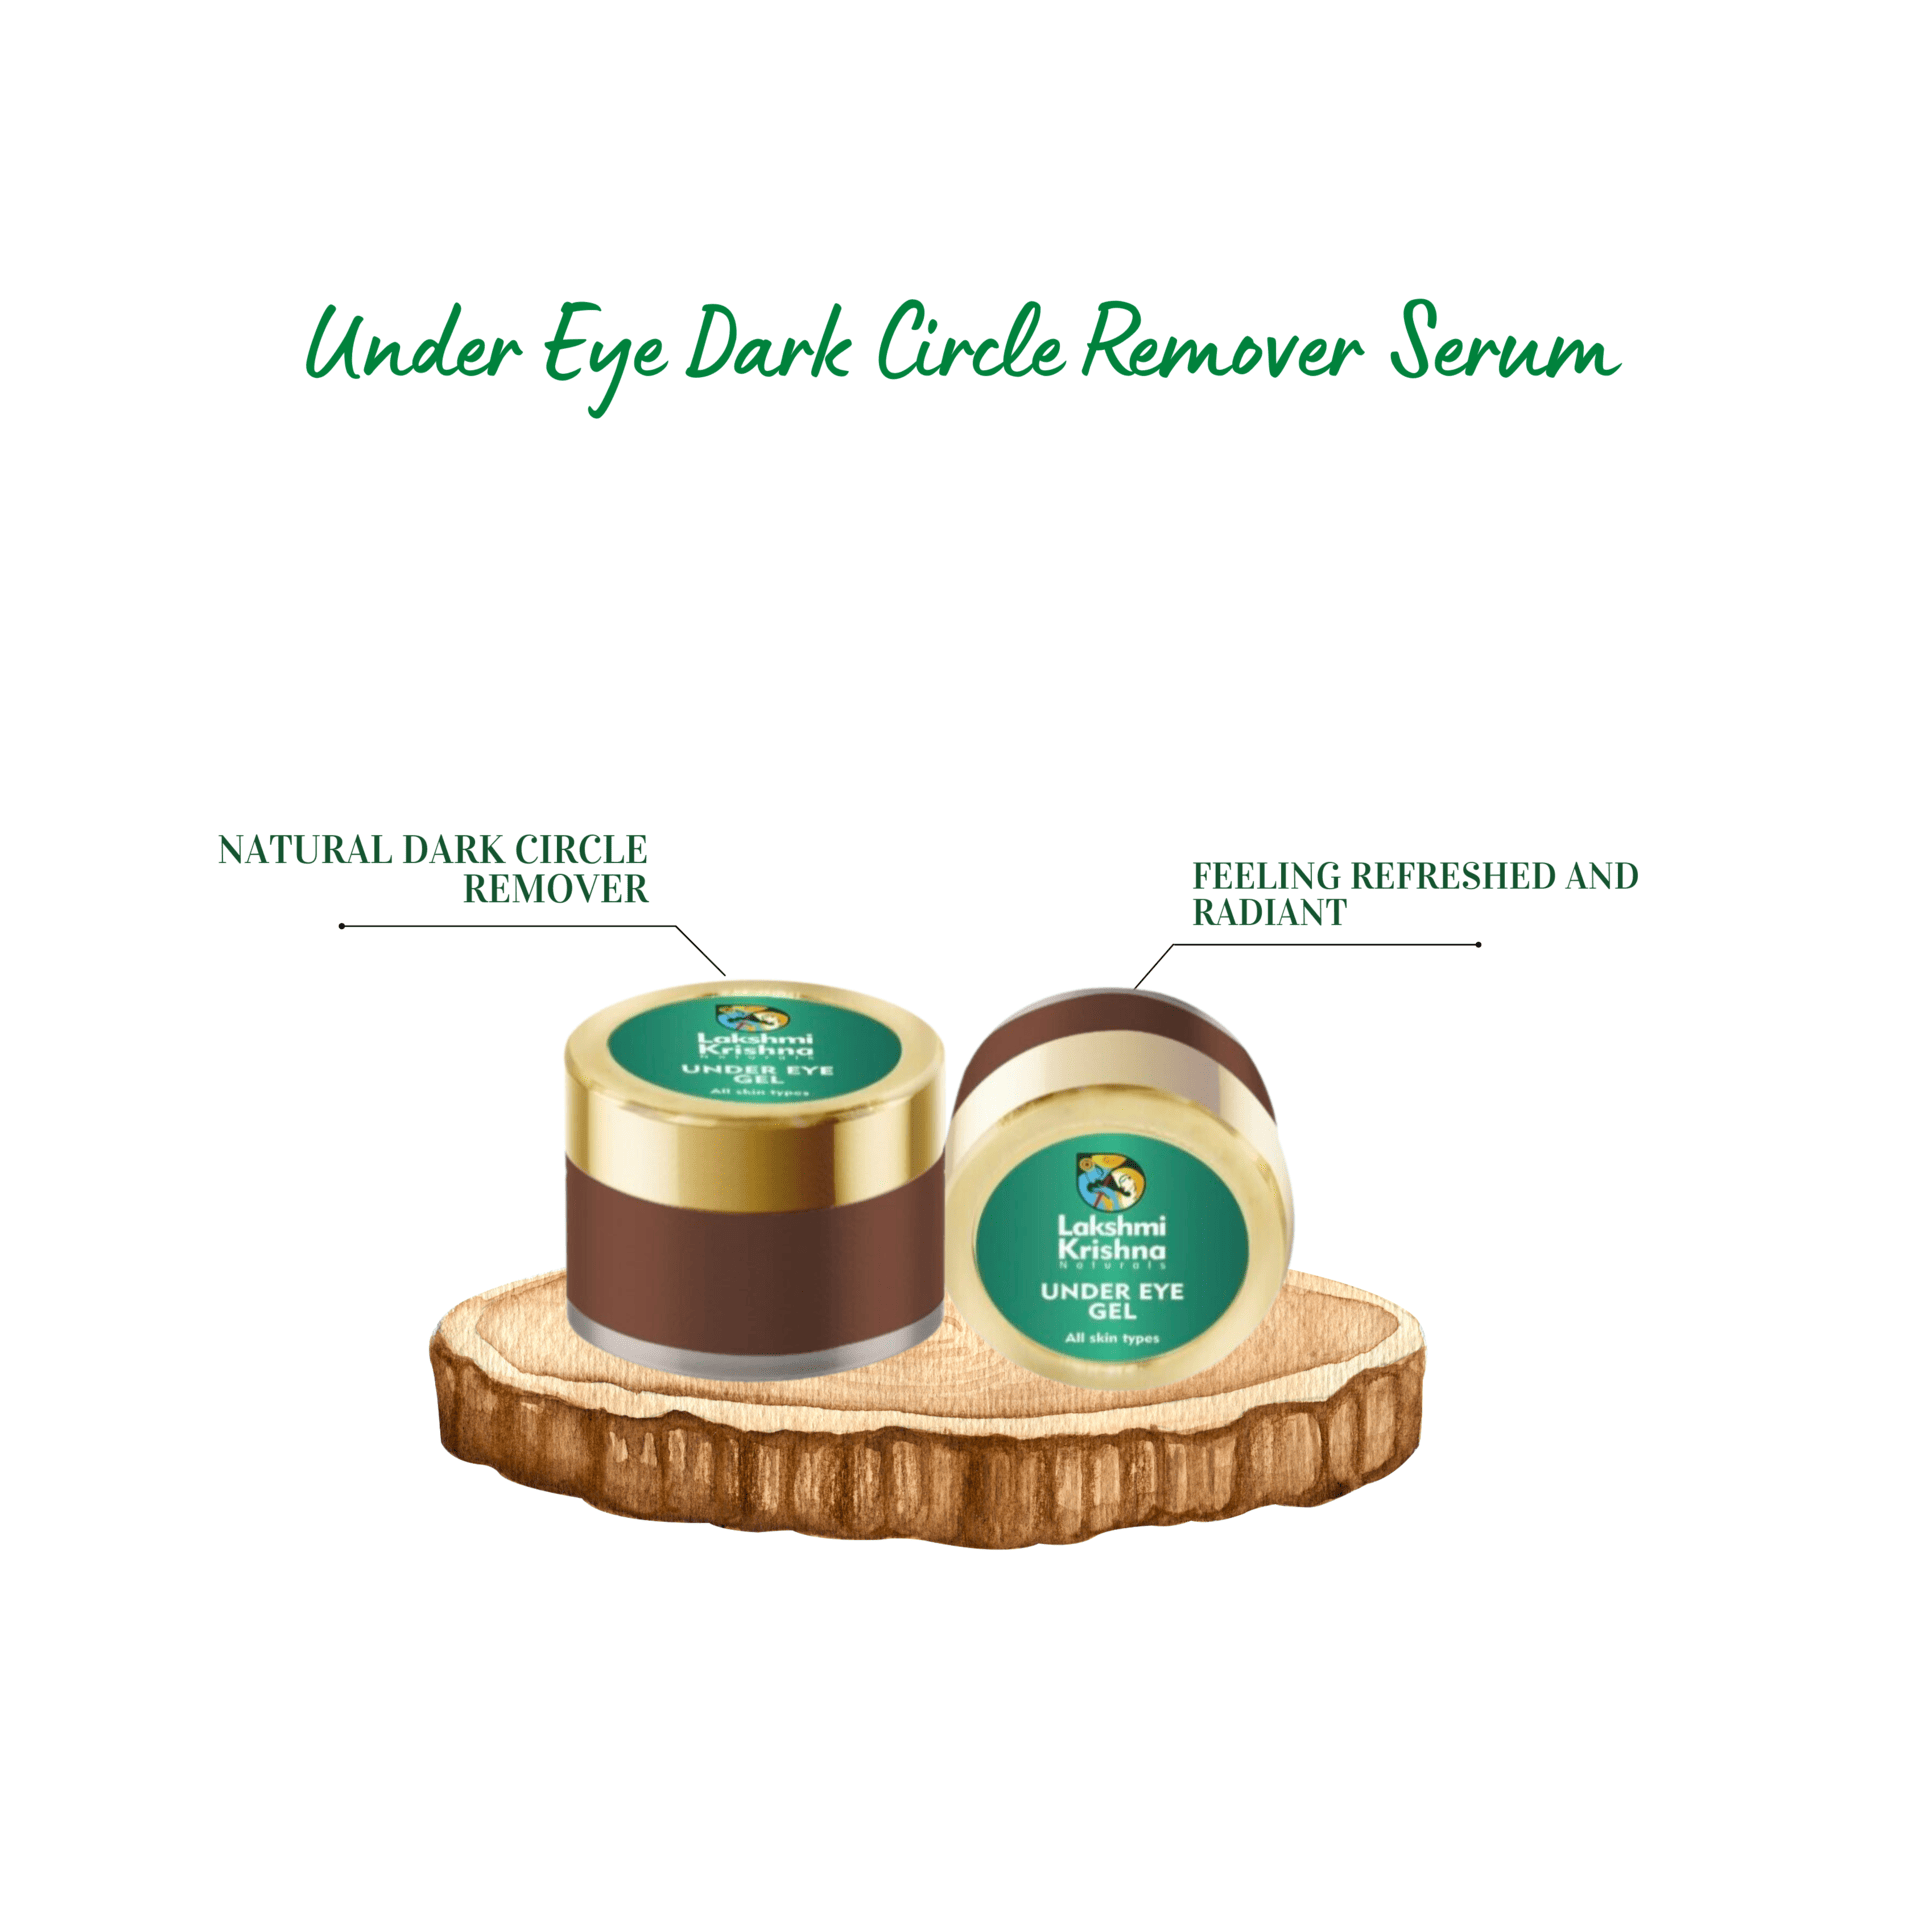 Under Eye Dark Circle Remover Serum
NATURAL DARK CIRCLE
REMOVER
FEELING REFRESHED AND
RADIANT
Lakshmi
Krishna
Naturals
UNDER EYE
GEL
All skin types
Lakshmi
Krishna
Naturals
UNDER EYE
GEL
All skin types